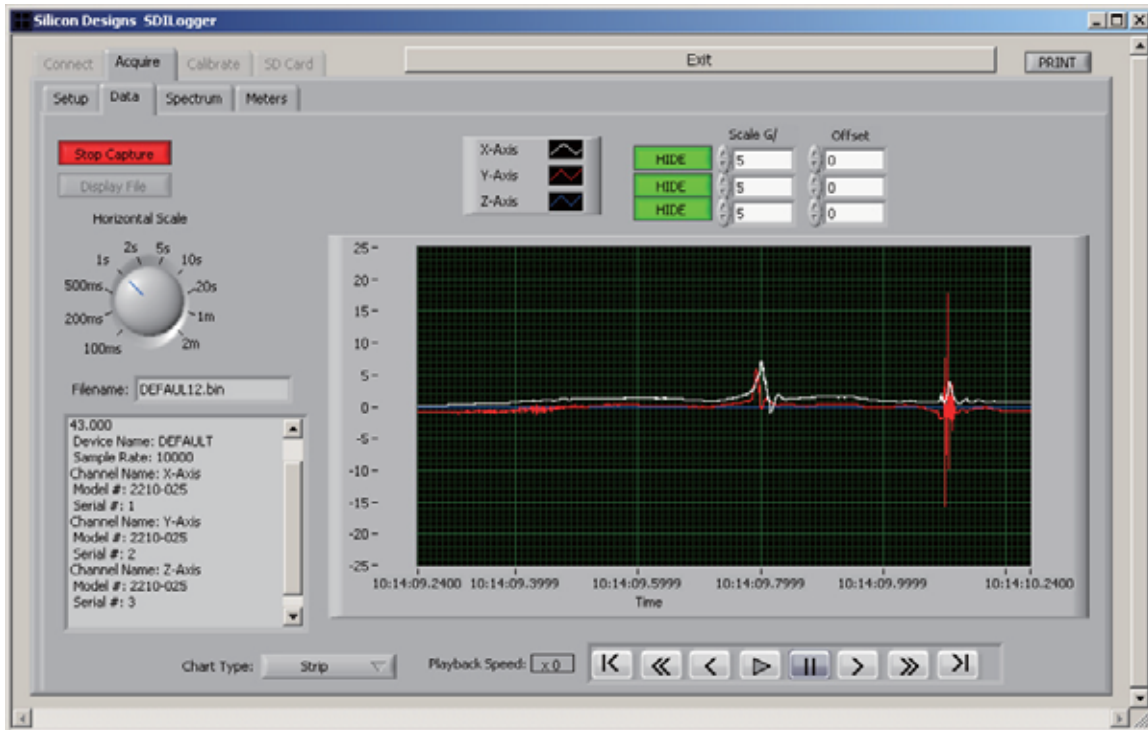 Silicon Designs SDILogger
Connect Acquire Calibrate SD Card Exit PRINT
Setup Data Spectrum Meters
Stop Capture
Display File
Horizontal Scale
100ms 200ms 500ms 1s 2s 5s 10s 20s 1m 2m
Filename: DEFAUL12.bin
43.000
Device Name: DEFAULT
Sample Rate: 10000
Channel Name: X-Axis
Model #: 2210-025
Serial #: 1
Channel Name: Y-Axis
Model #: 2210-025
Serial #: 2
Channel Name: Z-Axis
Model #: 2210-025
Serial #: 3
Scale G/ Offset
X-Axis HIDE 5 0
Y-Axis HIDE 5 0
Z-Axis HIDE 5 0
25
20
15
10
5
0
-5
-10
-15
-20
-25
10:14:09.2400 10:14:09.3999 10:14:09.5999 10:14:09.7999 10:14:09.9999 10:14:10.2400
Time
Chart Type: Strip Playback Speed: x 0